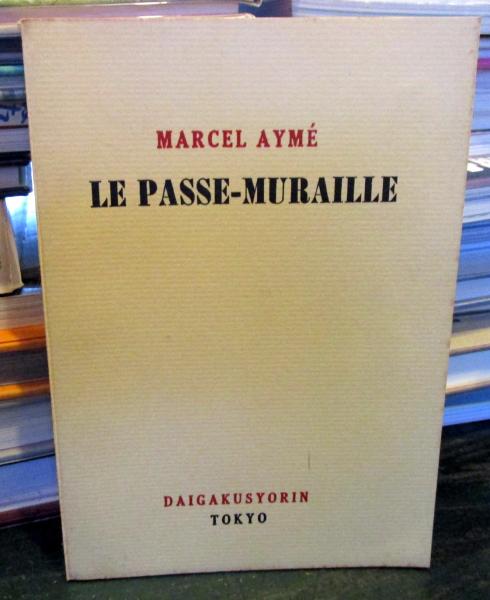 MARCEL AYMÉ
LE PASSE-MURAILLE
DAIGAKUSYORIN
TOKYO